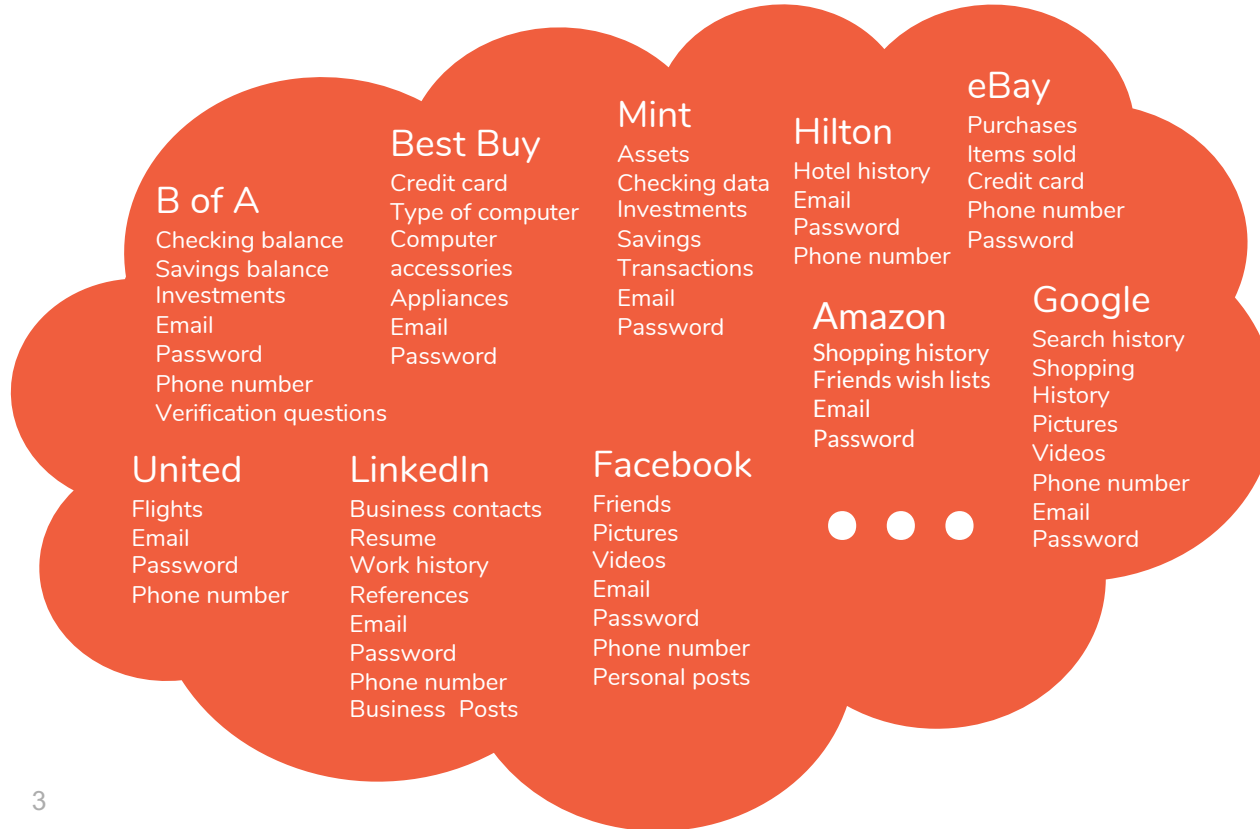 B of A
Checking balance
Savings balance
Investments
Email
Password
Phone number
Verification questions
Best Buy
Credit card
Type of computer
Computer
accessories
Appliances
Email
Password
Mint
Assets
Checking data
Investments
Savings
Transactions
Email
Password
Hilton
Hotel history
Email
Password
Phone number
eBay
Purchases
Items sold
Credit card
Phone number
Password
Amazon
Shopping history
Friends wish lists
Email
Password
Google
Search history
Shopping
History
Pictures
Videos
Phone number
Email
Password
United
Flights
Email
Password
Phone number
LinkedIn
Business contacts
Resume
Work history
References
Email
Password
Phone number
Business Posts
Facebook
Friends
Pictures
Videos
Email
Password
Phone number
Personal posts
3